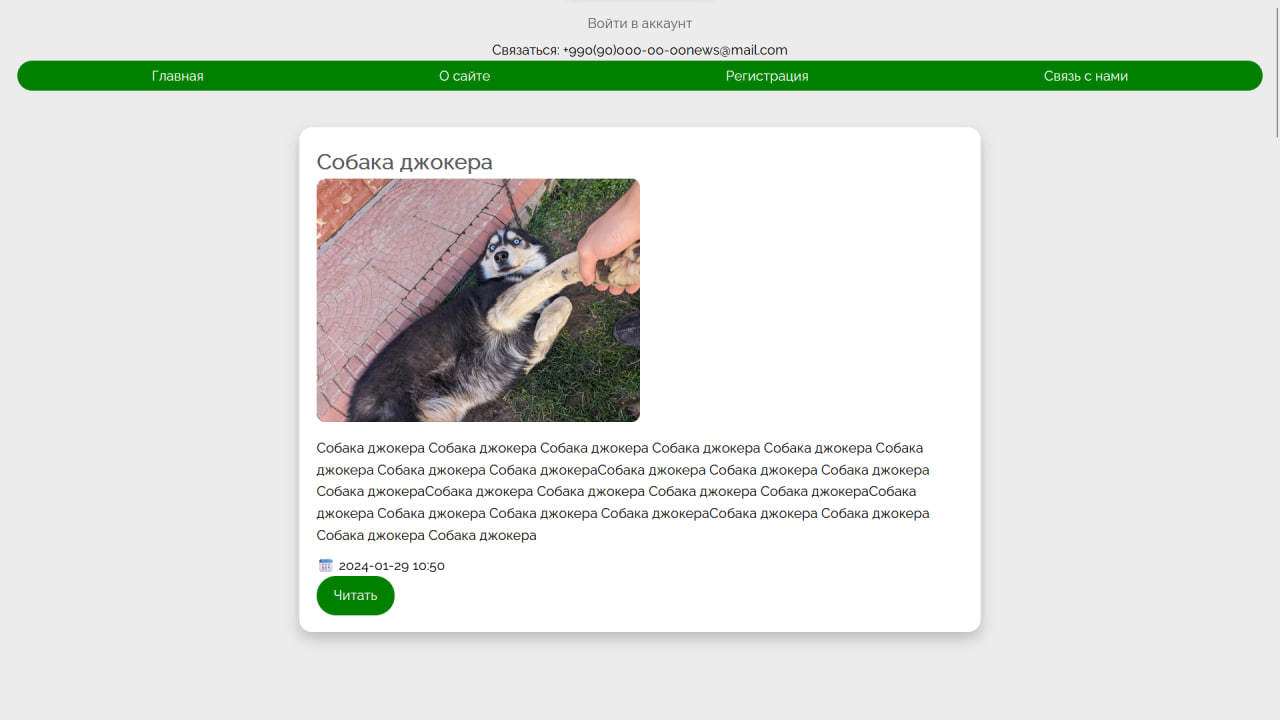 Войти в аккаунт
Связаться: +990(90)000-00-00news@mail.com
Главная О сайте Регистрация Связь с нами
Собака джокера
Собака джокера Собака джокера Собака джокера Собака джокера Собака джокера Собака
джокера Собака джокера Собака джокераСобака джокера Собака джокера Собака джокера
Собака джокераСобака джокера Собака джокера Собака джокера Собака джокераСобака
джокера Собака джокера Собака джокера Собака джокераСобака джокера Собака джокера
Собака джокера Собака джокера
2024-01-29 10:50
Читать